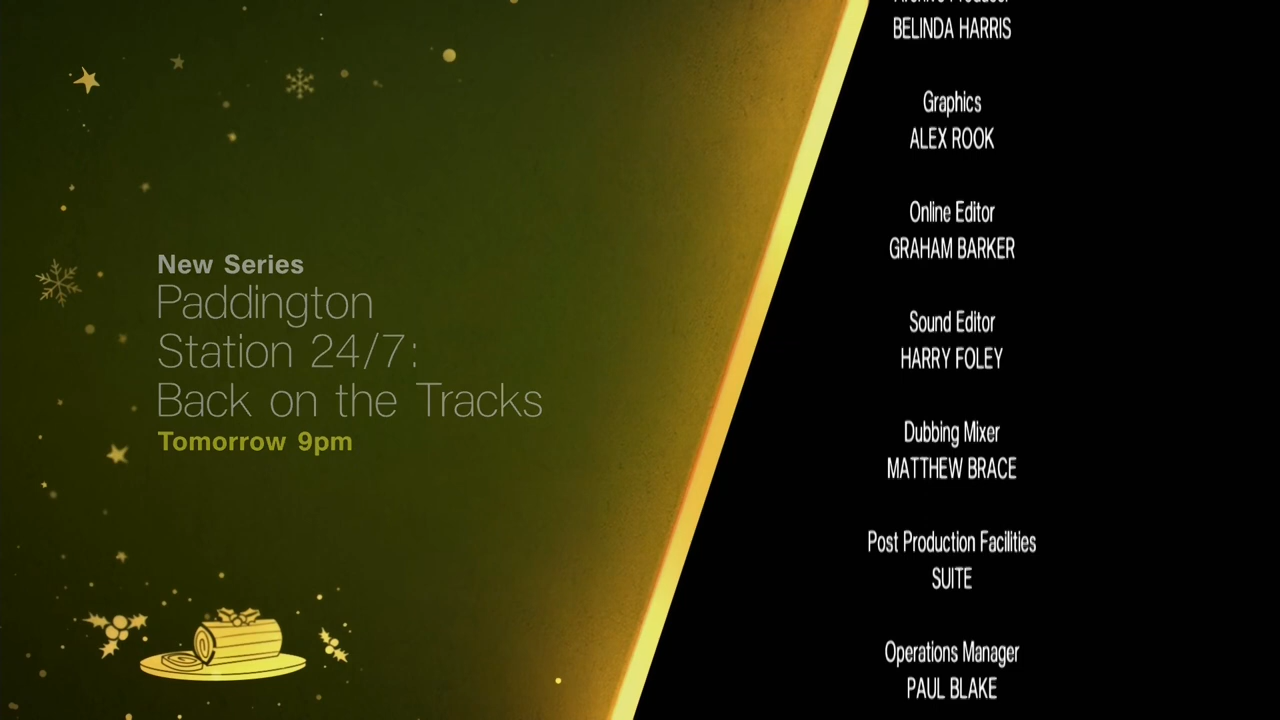 New Series
Paddington
Station 24/7:
Back on the Tracks
Tomorrow 9pm
BELINDA HARRIS
Graphics
ALEX ROOK
Online Editor
GRAHAM BARKER
Sound Editor
HARRY FOLEY
Dubbing Mixer
MATTHEW BRACE
Post Production Facilities
SUITE
Operations Manager
PAUL BLAKE